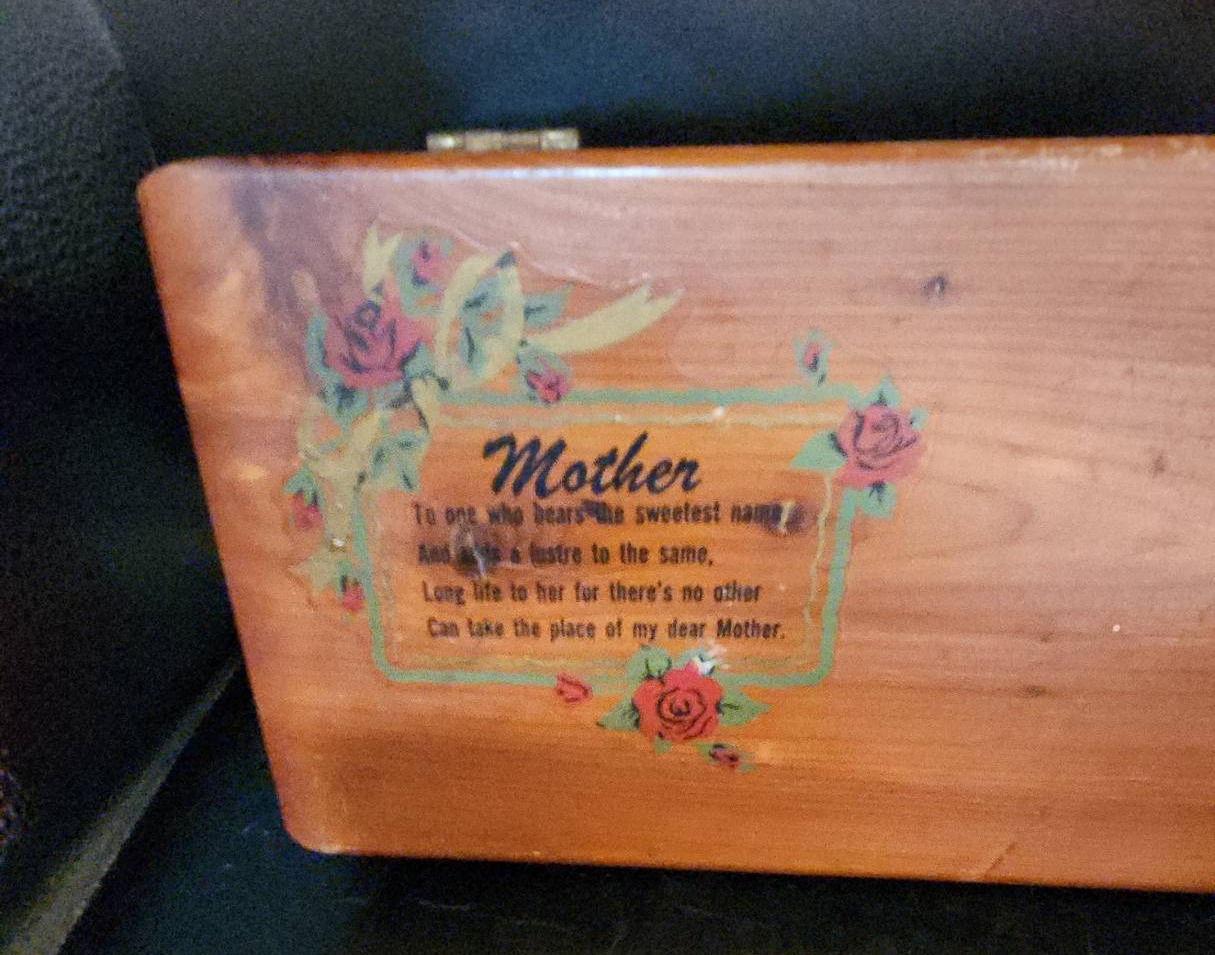 Mother
To one who bears the sweetest name
And adds a lustre to the same,
Long life to her for there's no other
Can take the place of my dear Mother.